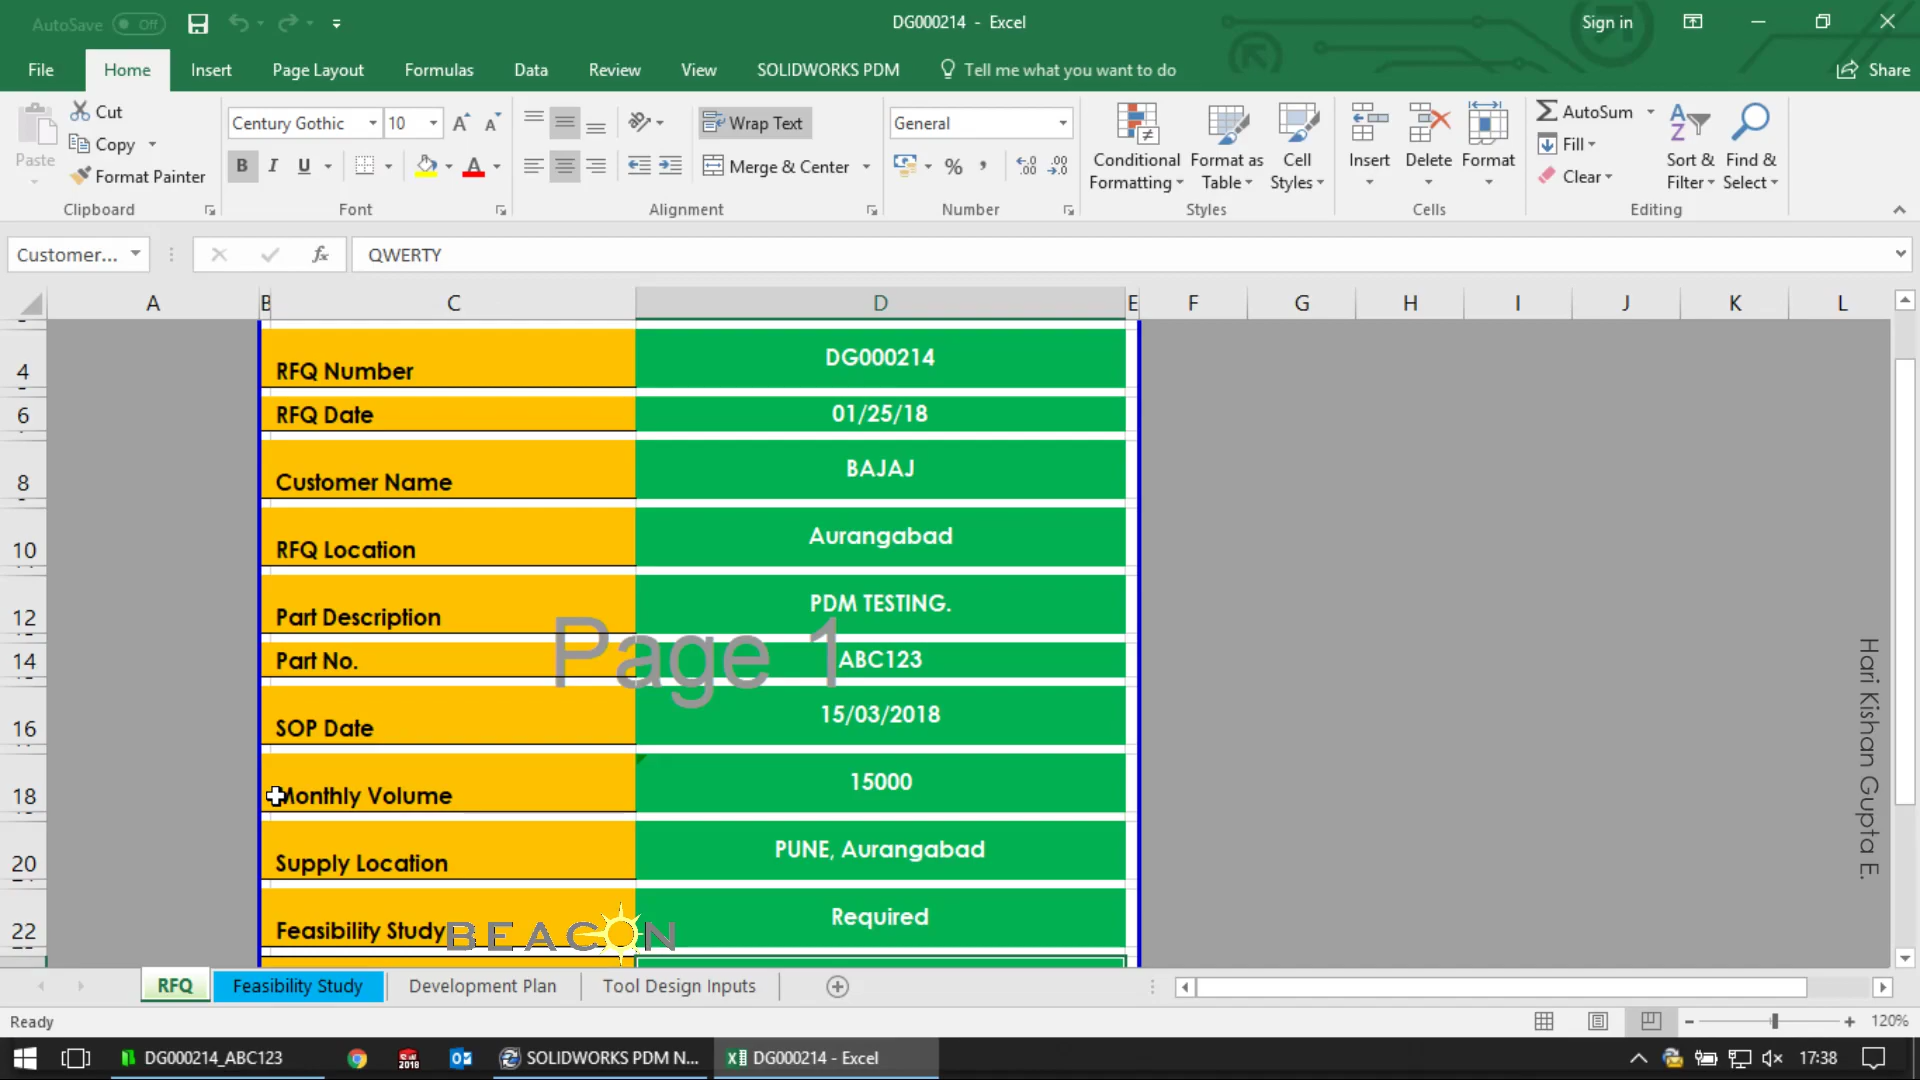 AutoSave Off
DG000214 - Excel
Sign in
File Home Insert Page Layout Formulas Data Review View SOLIDWORKS PDM Tell me what you want to do Share
Paste
Cut
Copy
Format Painter
Clipboard
Century Gothic 10
B I U
Font
Wrap Text
Merge & Center
Alignment
General
%
Number
Conditional Formatting
Format as Table
Cell Styles
Styles
Insert Delete Format
Cells
AutoSum
Fill
Clear
Sort & Filter
Find & Select
Editing
Customer... fx QWERTY
A B C D E F G H I J K L
4 RFQ Number DG000214
6 RFQ Date 01/25/18
8 Customer Name BAJAJ
10 RFQ Location Aurangabad
12 Part Description PDM TESTING.
Page 1
14 Part No. ABC123
16 SOP Date 15/03/2018
18 Monthly Volume 15000
20 Supply Location PUNE, Aurangabad
22 Feasibility Study Required
BEACON
Hari Kishan Gupta E.
RFQ Feasibility Study Development Plan Tool Design Inputs
Ready
120%
DG000214_ABC123
SW 2018
SOLIDWORKS PDM N...
DG000214 - Excel
17:38